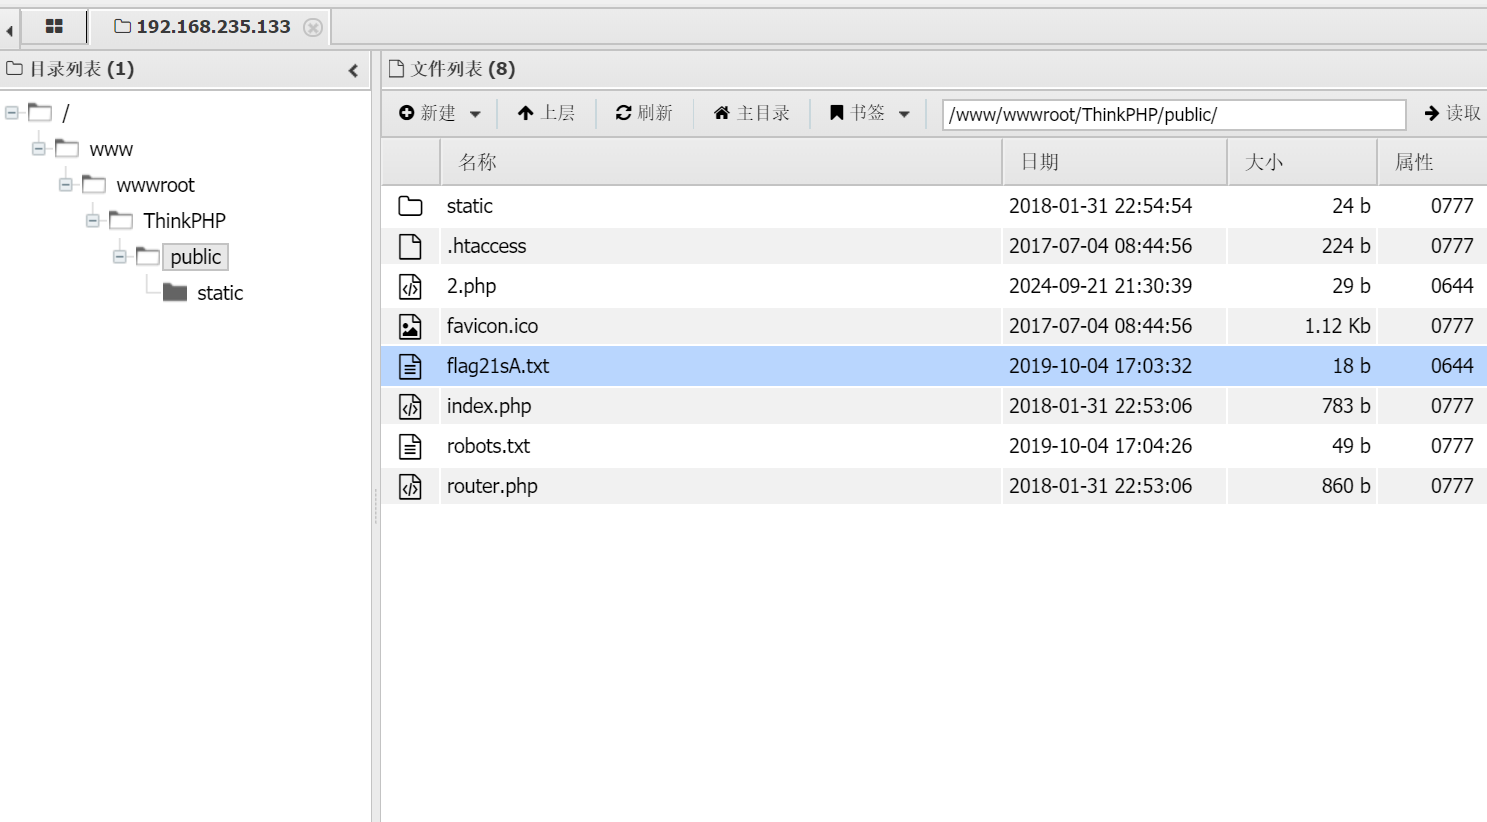 192.168.235.133
目录列表 (1)
/
www
wwwroot
ThinkPHP
public
static
文件列表 (8)
新建 上层 刷新 主目录 书签 /www/wwwroot/ThinkPHP/public/ 读取
名称 日期 大小 属性
static 2018-01-31 22:54:54 24 b 0777
.htaccess 2017-07-04 08:44:56 224 b 0777
2.php 2024-09-21 21:30:39 29 b 0644
favicon.ico 2017-07-04 08:44:56 1.12 Kb 0777
flag21sA.txt 2019-10-04 17:03:32 18 b 0644
index.php 2018-01-31 22:53:06 783 b 0777
robots.txt 2019-10-04 17:04:26 49 b 0777
router.php 2018-01-31 22:53:06 860 b 0777